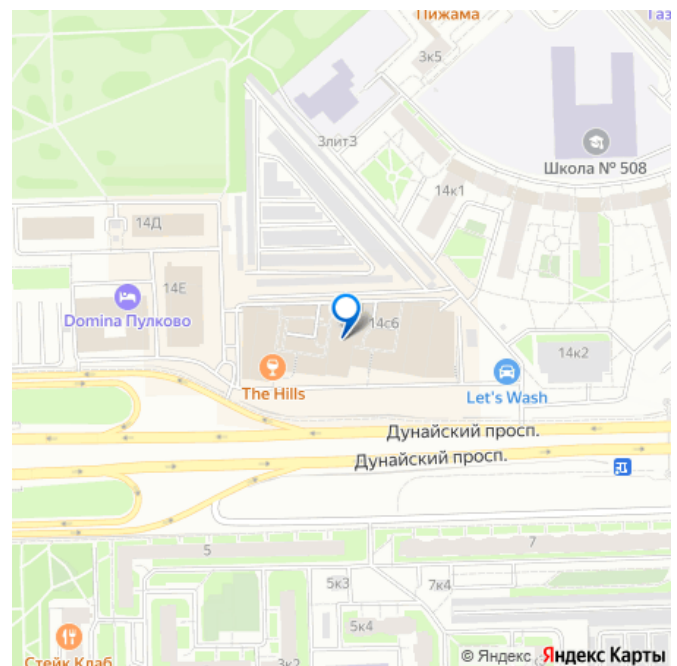 Пижама
3к5
3лит3
Школа № 508
14к1
14Д
14Е
Domina Пулково
14с6
14к2
The Hills
Let's Wash
Дунайский просп.
Дунайский просп.
5
7
5к3
7к4
5к4
Стейк Клаб
3к2
© Яндекс Яндекс Карты